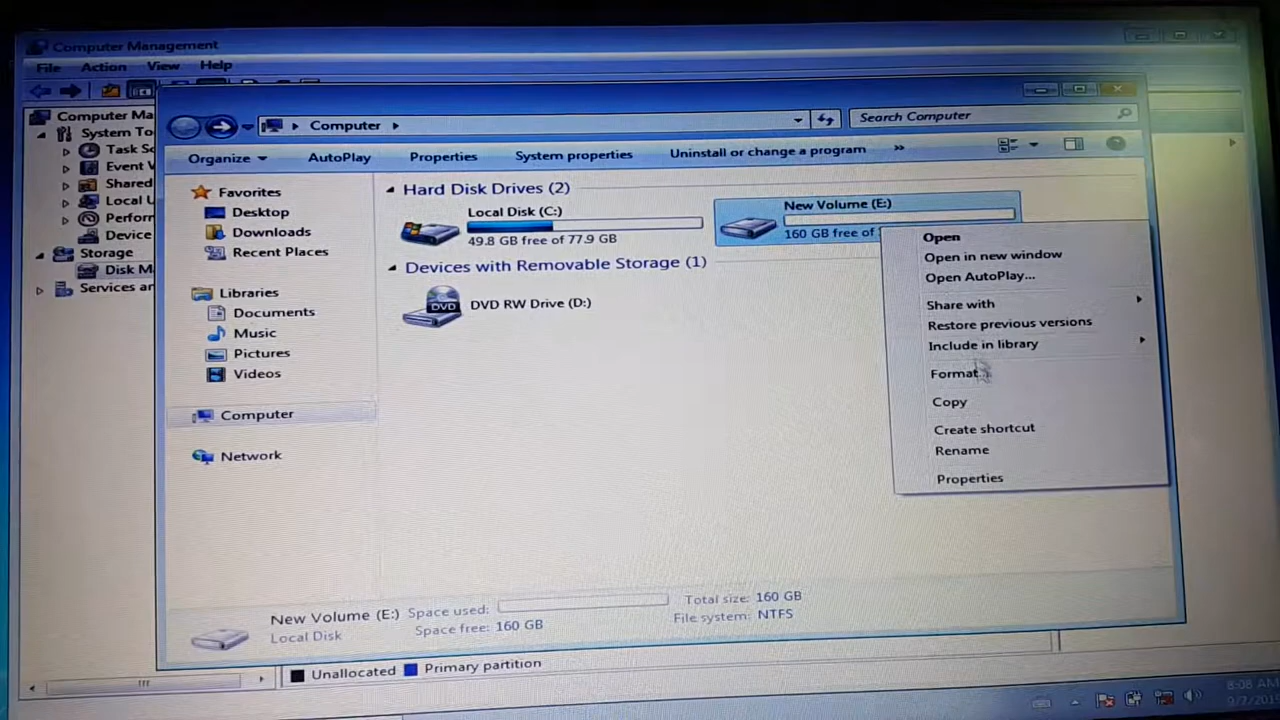 Computer Management
File Action View Help
Computer Ma
System To
Task Sc
Event V
Shared
Local U
Perforn
Device
Storage
Disk M
Services an
Computer
Search Computer
Organize AutoPlay Properties System properties Uninstall or change a program »
Favorites
Desktop
Downloads
Recent Places
Libraries
Documents
Music
Pictures
Videos
Computer
Network
Hard Disk Drives (2)
Local Disk (C:)
49.8 GB free of 77.9 GB
New Volume (E:)
160 GB free of
Devices with Removable Storage (1)
DVD
DVD RW Drive (D:)
Open
Open in new window
Open AutoPlay...
Share with
Restore previous versions
Include in library
Format...
Copy
Create shortcut
Rename
Properties
New Volume (E:) Space used: Total size: 160 GB
Local Disk Space free: 160 GB File system: NTFS
Unallocated Primary partition
8:08 AM